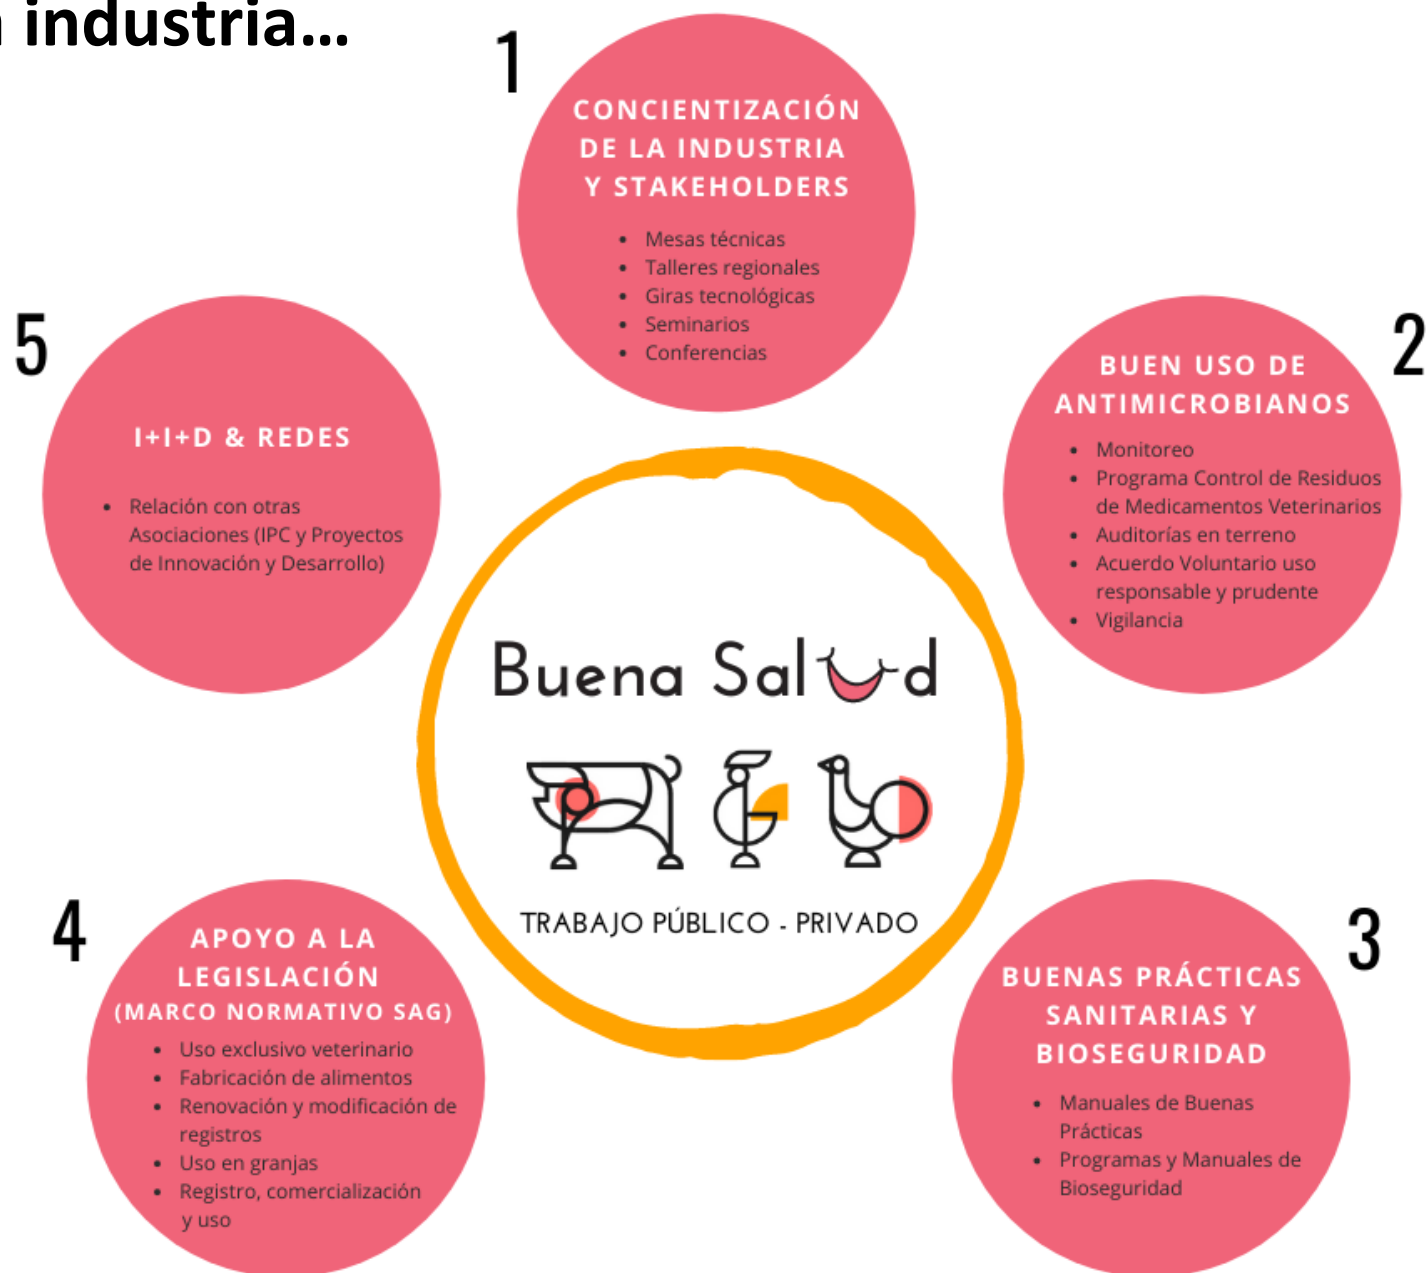 industria...
1
CONCIENTIZACIÓN
DE LA INDUSTRIA
Y STAKEHOLDERS
• Mesas técnicas
• Talleres regionales
• Giras tecnológicas
• Seminarios
• Conferencias
2
BUEN USO DE
ANTIMICROBIANOS
• Monitoreo
• Programa Control de Residuos
de Medicamentos Veterinarios
• Auditorías en terreno
• Acuerdo Voluntario uso
responsable y prudente
• Vigilancia
3
BUENAS PRÁCTICAS
SANITARIAS Y
BIOSEGURIDAD
• Manuales de Buenas
Prácticas
• Programas y Manuales de
Bioseguridad
4
APOYO A LA
LEGISLACIÓN
(MARCO NORMATIVO SAG)
• Uso exclusivo veterinario
• Fabricación de alimentos
• Renovación y modificación de
registros
• Uso en granjas
• Registro, comercialización
y uso
5
I+I+D & REDES
• Relación con otras
Asociaciones (IPC y Proyectos
de Innovación y Desarrollo)
Buena Salud
TRABAJO PÚBLICO - PRIVADO